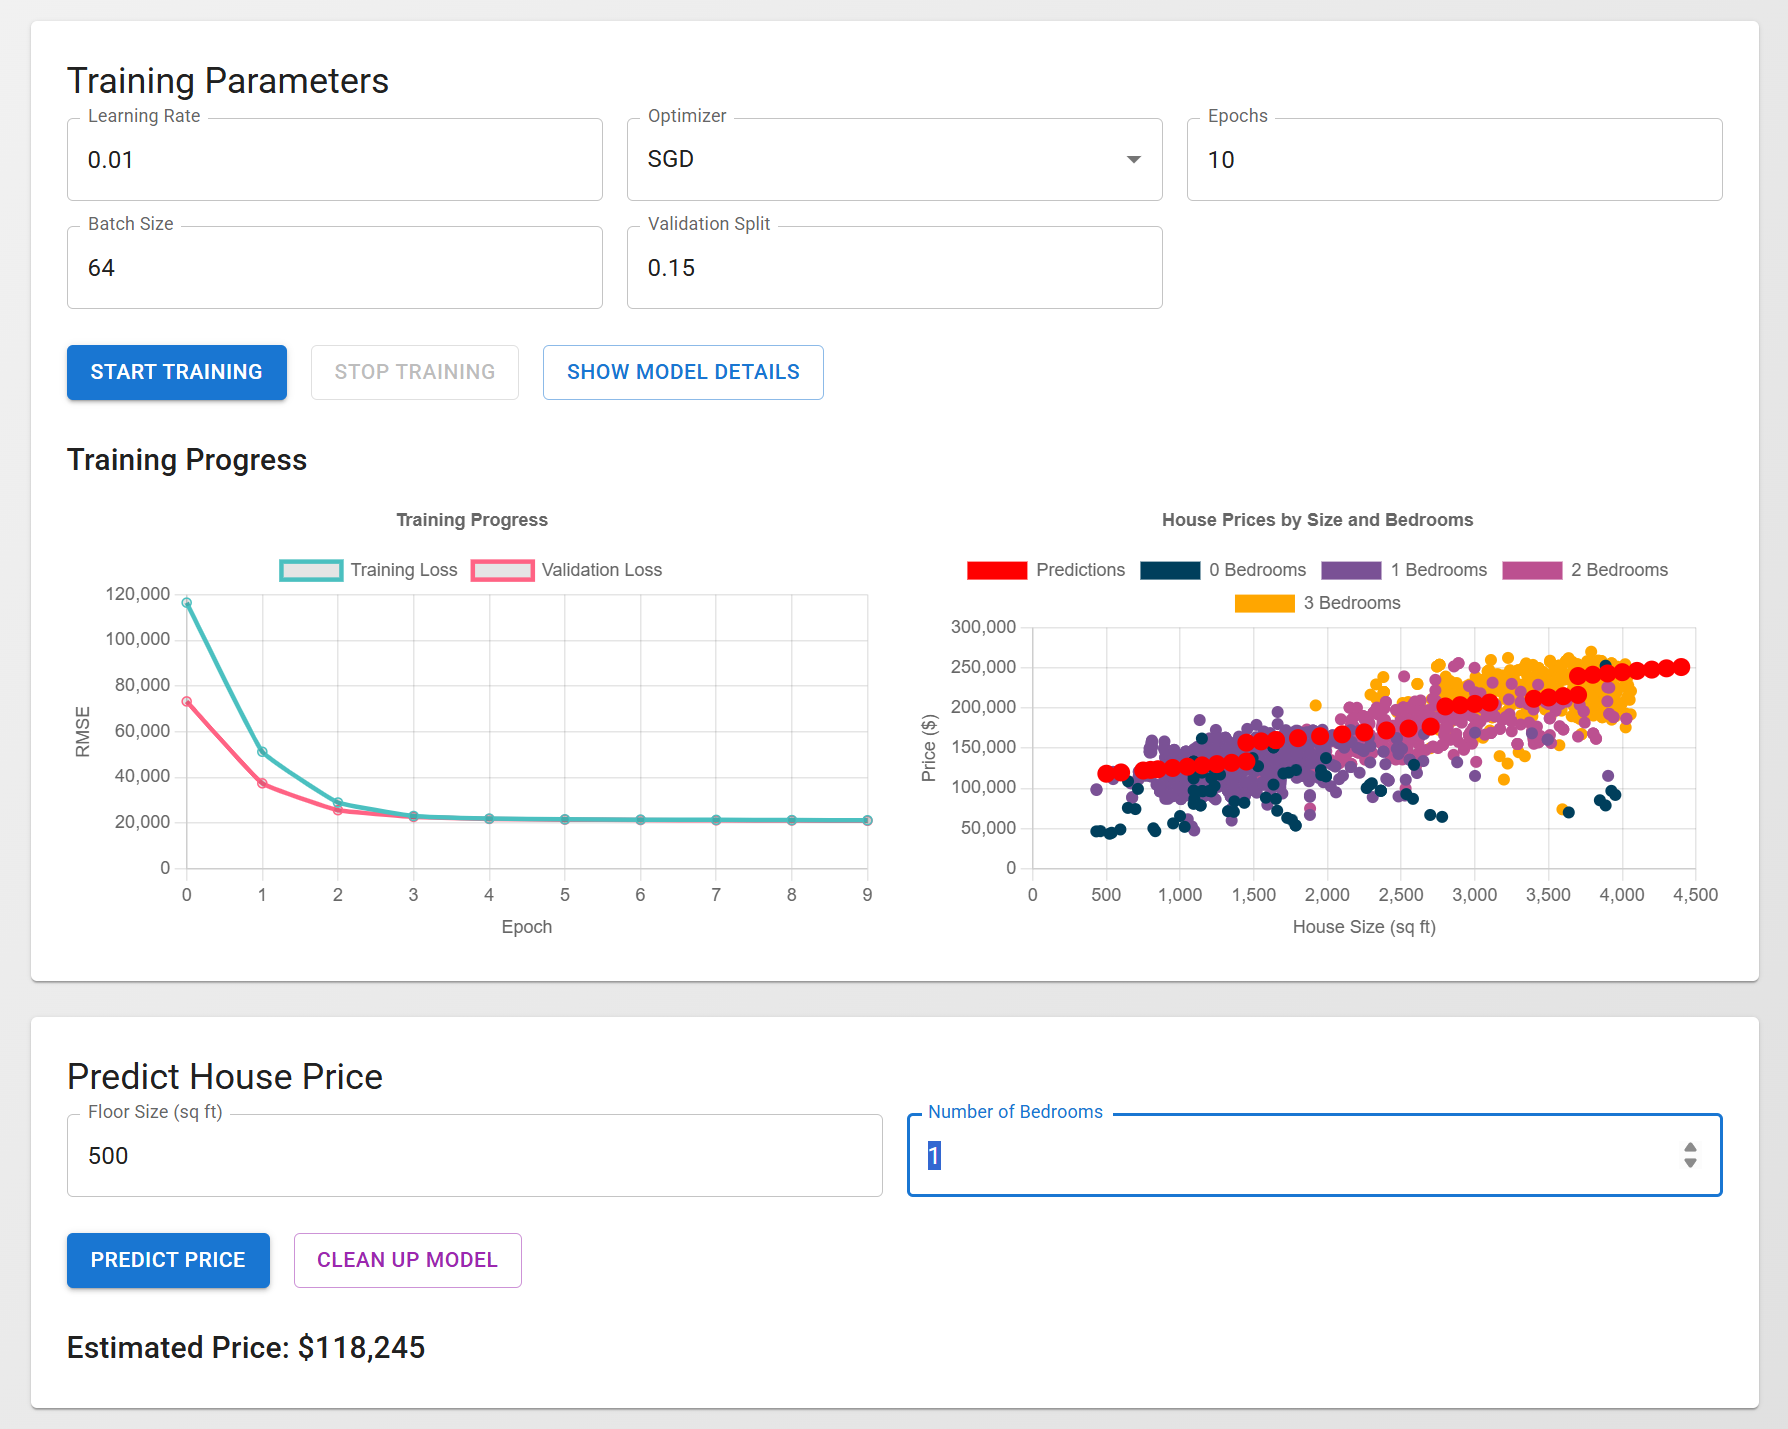 Training Parameters
Learning Rate
Optimizer
Epochs
0.01
SGD
10
Batch Size
Validation Split
64
0.15
START TRAINING
STOP TRAINING
SHOW MODEL DETAILS
Training Progress
Training Progress
Training Loss
Validation Loss
120,000
100,000
80,000
60,000
40,000
20,000
0
RMSE
0 1 2 3 4 5 6 7 8 9
Epoch
House Prices by Size and Bedrooms
Predictions
0 Bedrooms
1 Bedrooms
2 Bedrooms
3 Bedrooms
300,000
250,000
200,000
150,000
100,000
50,000
0
Price ($)
0 500 1,000 1,500 2,000 2,500 3,000 3,500 4,000 4,500
House Size (sq ft)
Predict House Price
Floor Size (sq ft)
Number of Bedrooms
500
1
PREDICT PRICE
CLEAN UP MODEL
Estimated Price: $118,245